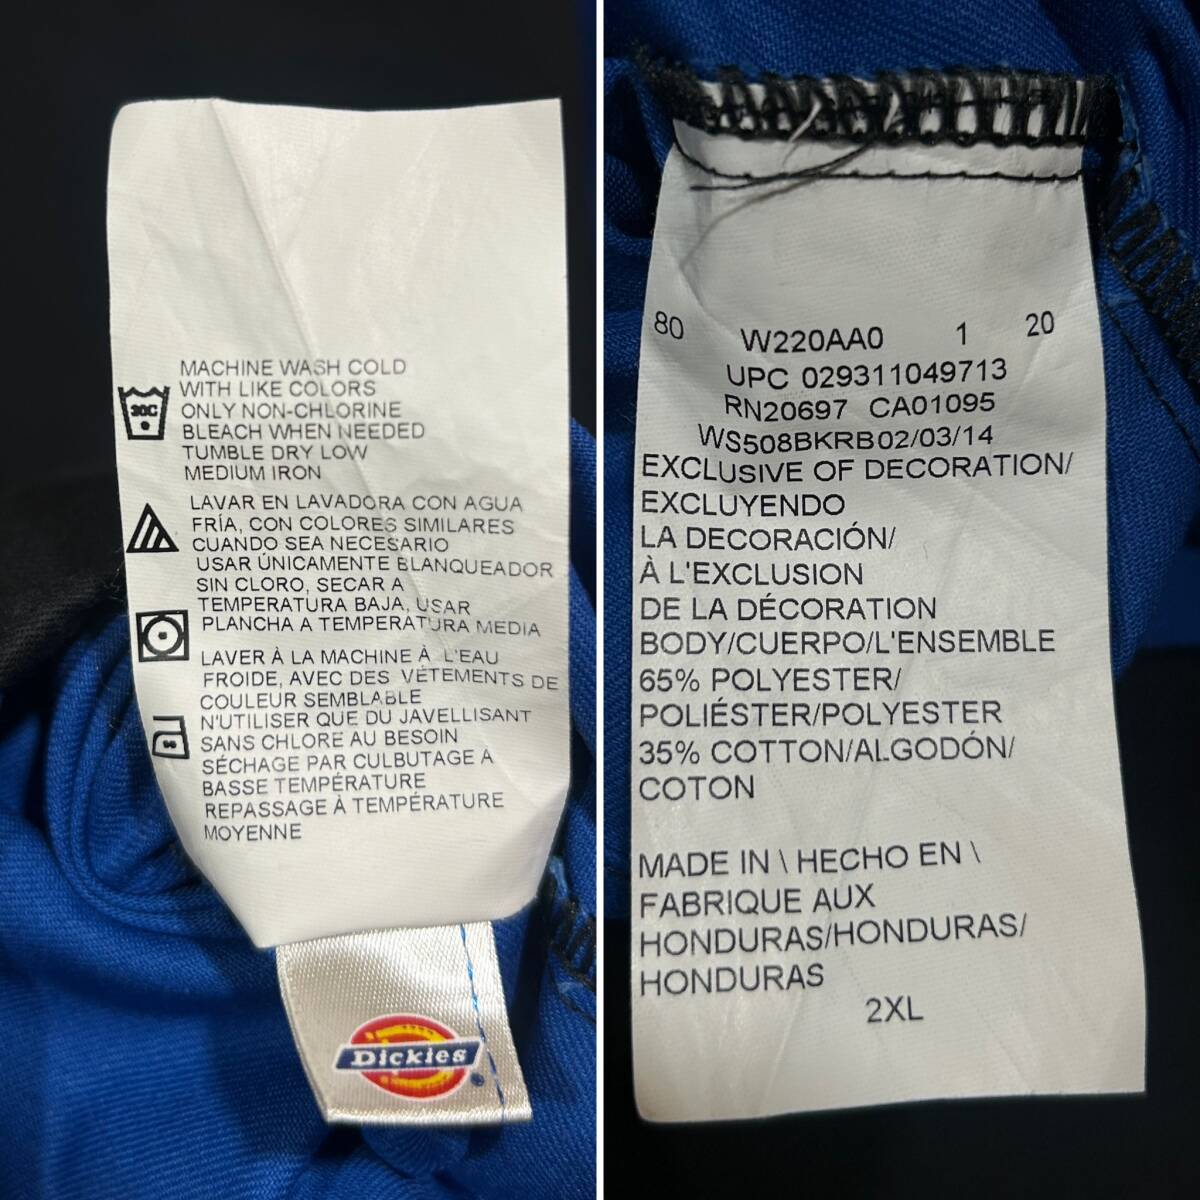 MACHINE WASH COLD
WITH LIKE COLORS
ONLY NON-CHLORINE
BLEACH WHEN NEEDED
TUMBLE DRY LOW
MEDIUM IRON
30C
LAVAR EN LAVADORA CON AGUA
FRÍA, CON COLORES SIMILARES
CUANDO SEA NECESARIO
USAR ÚNICAMENTE BLANQUEADOR
SIN CLORO, SECAR A
TEMPERATURA BAJA, USAR
PLANCHA A TEMPERATURA MEDIA
LAVER À LA MACHINE À L'EAU
FROIDE, AVEC DES VÊTEMENTS DE
COULEUR SEMBLABLE
N'UTILISER QUE DU JAVELLISANT
SANS CHLORE AU BESOIN
SÉCHAGE PAR CULBUTAGE A
BASSE TEMPÉRATURE
REPASSAGE À TEMPÉRATURE
MOYENNE
Dickies
80 W220AA0 1 20
UPC 029311049713
RN20697 CA01095
WS508BKRB02/03/14
EXCLUSIVE OF DECORATION/
EXCLUYENDO
LA DECORACIÓN/
À L'EXCLUSION
DE LA DÉCORATION
BODY/CUERPO/L'ENSEMBLE
65% POLYESTER/
POLIÉSTER/POLYESTER
35% COTTON/ALGODÓN/
COTON
MADE IN \ HECHO EN \
FABRIQUE AUX
HONDURAS/HONDURAS/
HONDURAS
2XL